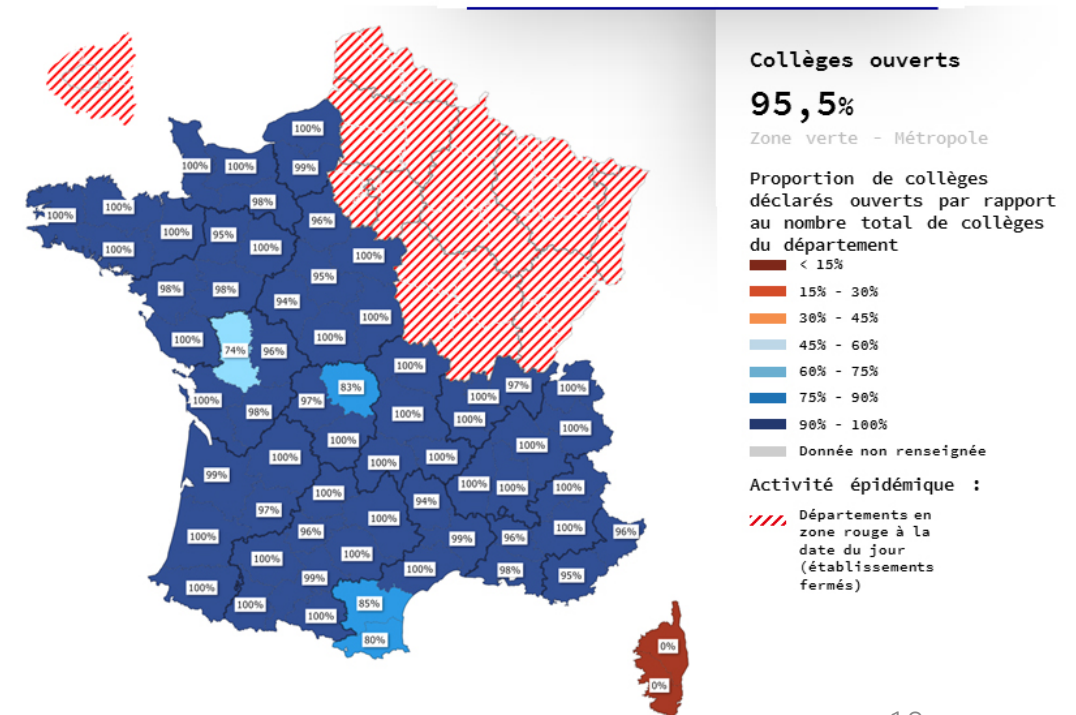 Collèges ouverts
95,5%
Zone verte - Métropole
Proportion de collèges
déclarés ouverts par rapport
au nombre total de collèges
du département
< 15%
15% - 30%
30% - 45%
45% - 60%
60% - 75%
75% - 90%
90% - 100%
Donnée non renseignée
Activité épidémique :
Départements en
zone rouge à la
date du jour
(établissements
fermés)
100%
100% 100% 99%
98%
100% 100% 96%
100% 95%
100% 100% 100%
95%
98% 98% 94%
100%
100% 74% 96% 100%
100%
83% 97% 100%
100% 97% 100%
98% 100% 100%
100% 100%
100% 100% 100% 100%
99%
100% 94% 100% 100% 100%
97% 100%
100% 96% 99% 96% 100% 96%
100% 100%
99% 100% 98% 95%
100%
100% 100% 85%
80%
0%
0%